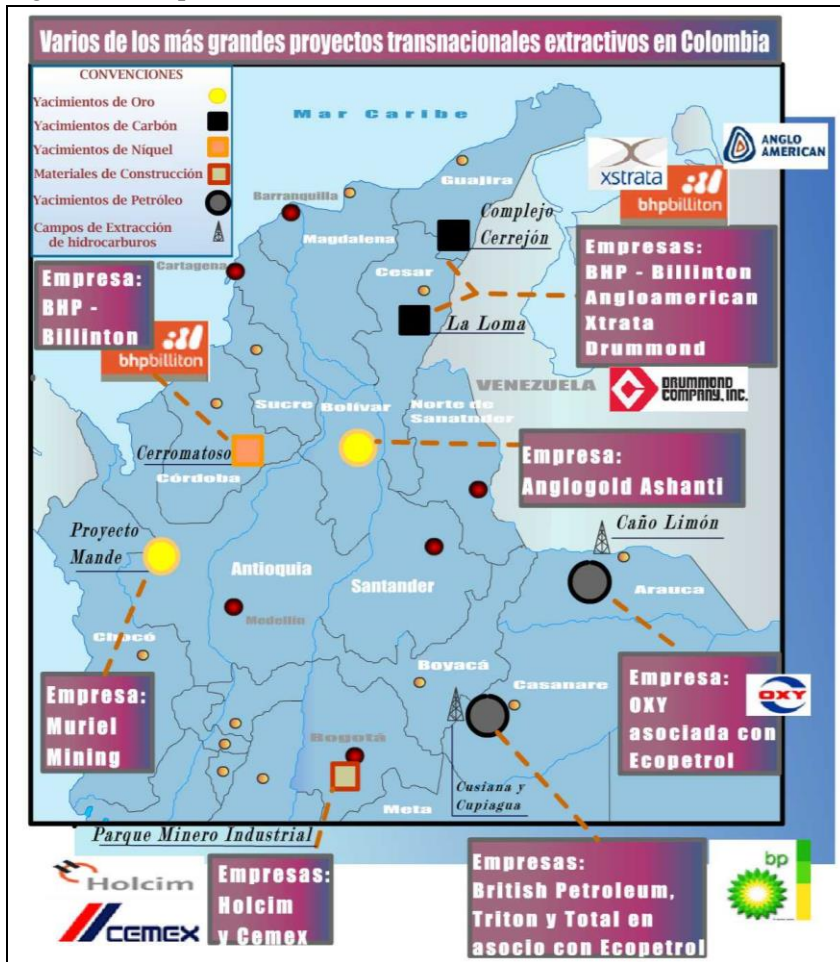 Varios de los más grandes proyectos transnacionales extractivos en Colombia
CONVENCIONES
Yacimientos de Oro
Yacimientos de Carbón
Yacimientos de Níquel
Materiales de Construcción
Yacimientos de Petróleo
Campos de Extracción
de hidrocarburos
Mar Caribe
Guajira
Barranquilla
Magdalena
Complejo
Cerrejón
xstrata
ANGLO
AMERICAN
bhpbilliton
Empresas:
BHP - Billinton
Angloamerican
Xtrata
Drummond
Cartagena
Cesar
La Loma
Empresa:
BHP -
Billinton
bhpbilliton
VENEZUELA
DRUMMOND
COMPANY, INC.
Sucre
Bolívar
Norte de
Sanatnder
Cerromatoso
Córdoba
Empresa:
Anglogold Ashanti
Proyecto
Mande
Caño Limón
Antioquia
Santander
Arauca
Medellín
Chocó
Boyacá
Casanare
Empresa:
Muriel
Mining
Empresa:
OXY
asociada con
Ecopetrol
OXY
Bogotá
Cusiana y
Cupiagua
Meta
Parque Minero Industrial
Holcim
CEMEX
Empresas:
Holcim
y Cemex
Empresas:
British Petroleum,
Triton y Total en
asocio con Ecopetrol
bp